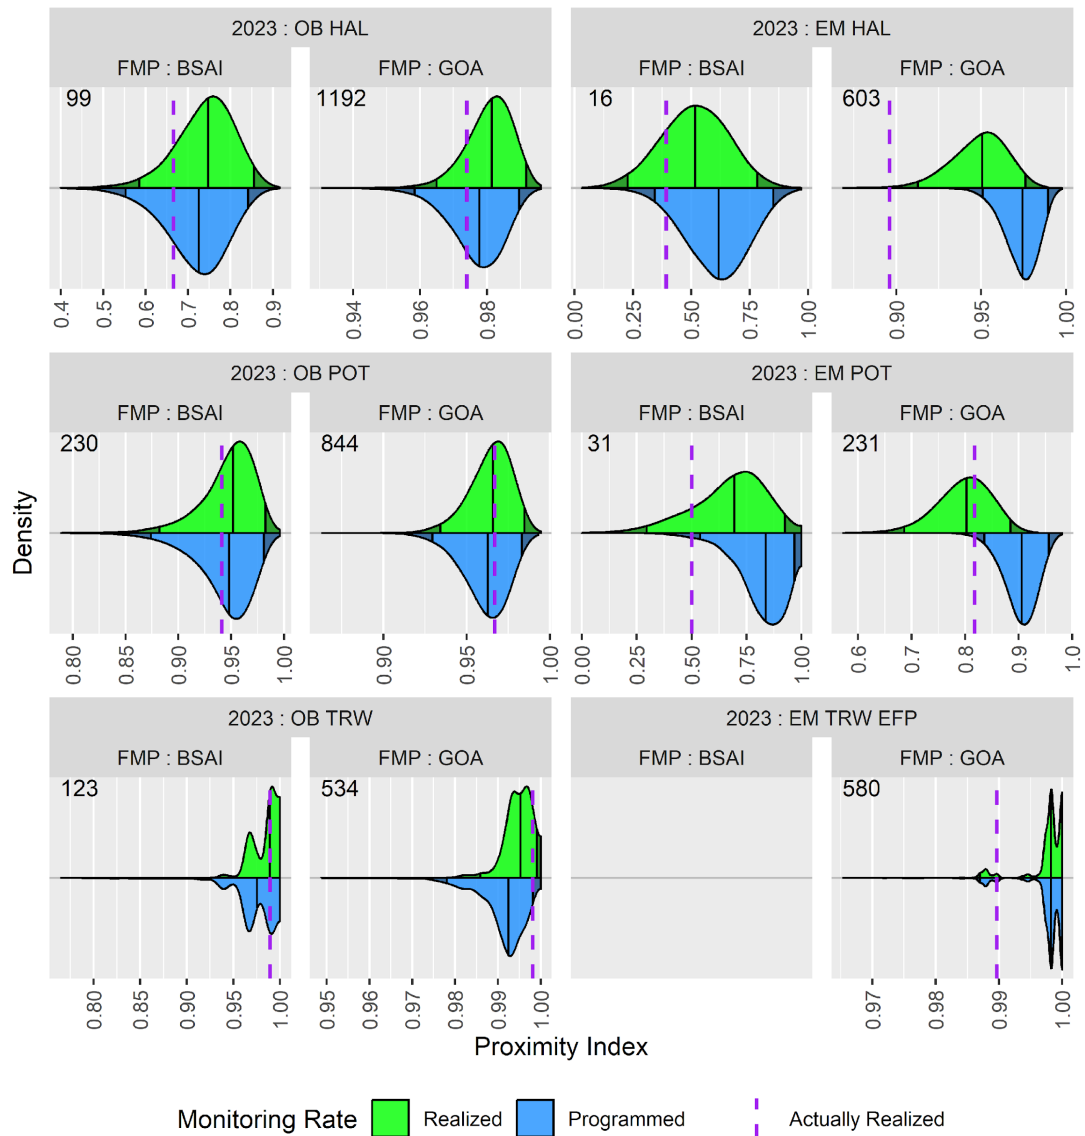 2023 : OB HAL
2023 : EM HAL
FMP : BSAI
FMP : GOA
FMP : BSAI
FMP : GOA
99
1192
16
603
0.4 0.5 0.6 0.7 0.8 0.9
0.94 0.96 0.98
0.00 0.25 0.50 0.75 1.00
0.90 0.95 1.00
2023 : OB POT
2023 : EM POT
FMP : BSAI
FMP : GOA
FMP : BSAI
FMP : GOA
230
844
31
231
Density
0.80 0.85 0.90 0.95 1.00
0.90 0.95 1.00
0.00 0.25 0.50 0.75 1.00
0.6 0.7 0.8 0.9 1.0
2023 : OB TRW
2023 : EM TRW EFP
FMP : BSAI
FMP : GOA
FMP : BSAI
FMP : GOA
123
534
580
0.80 0.85 0.90 0.95 1.00
0.95 0.96 0.97 0.98 0.99 1.00
0.97 0.98 0.99 1.00
Proximity Index
Monitoring Rate Realized Programmed Actually Realized